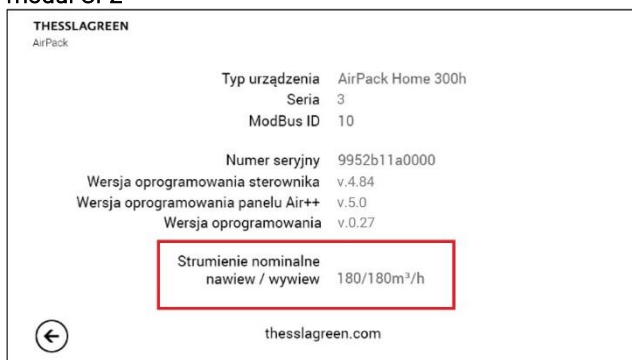 THESSLAGREEN
AirPack
Typ urządzenia AirPack Home 300h
Seria 3
ModBus ID 10
Numer seryjny 9952b11a0000
Wersja oprogramowania sterownika v.4.84
Wersja oprogramowania panelu Air++ v.5.0
Wersja oprogramowania v.0.27
Strumienie nominalne
nawiew / wywiew 180/180m³/h
thesslagreen.com